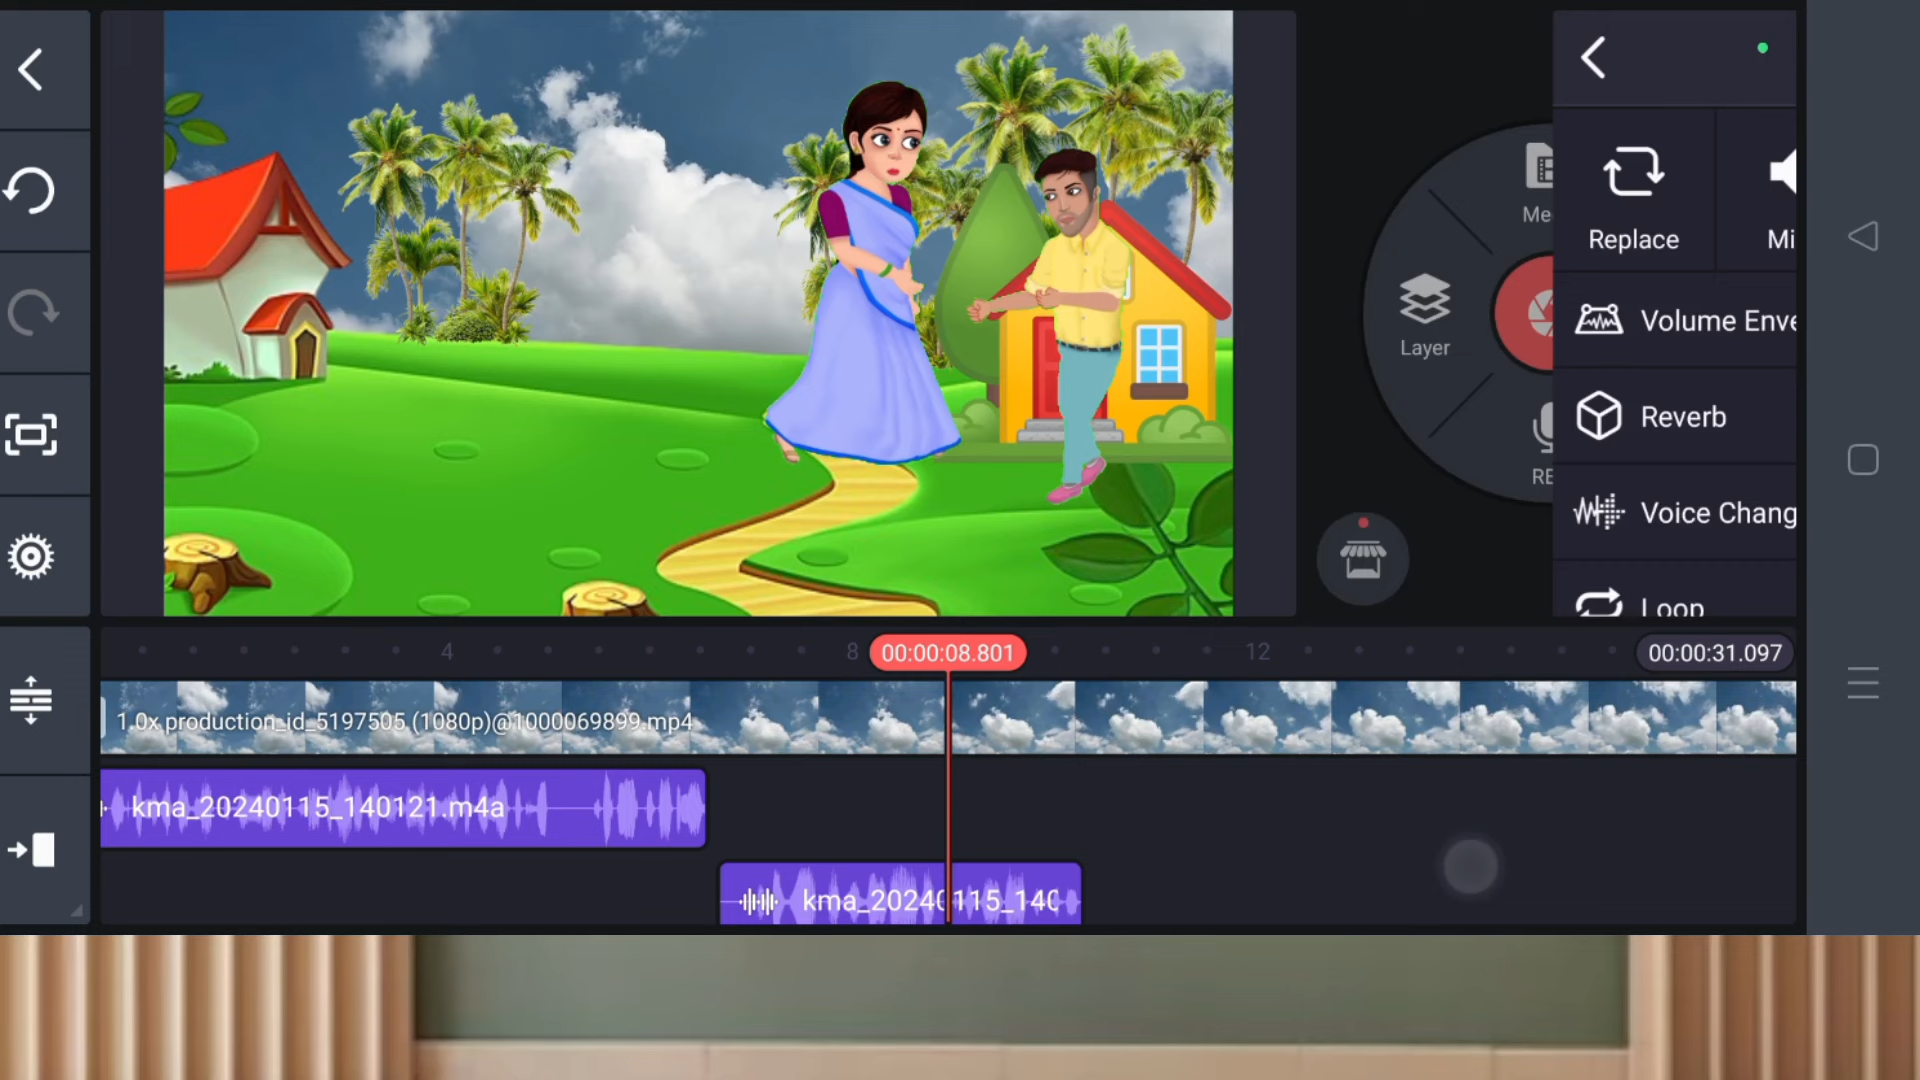 Me
Replace
Mi
Volume Enve
Layer
Reverb
RE
Voice Chang
Loop
4
8
00:00:08.801
12
00:00:31.097
1.0x production_id_5197505 (1080p)@1000069899.mp4
kma_20240115_140121.m4a
kma_20240115_140